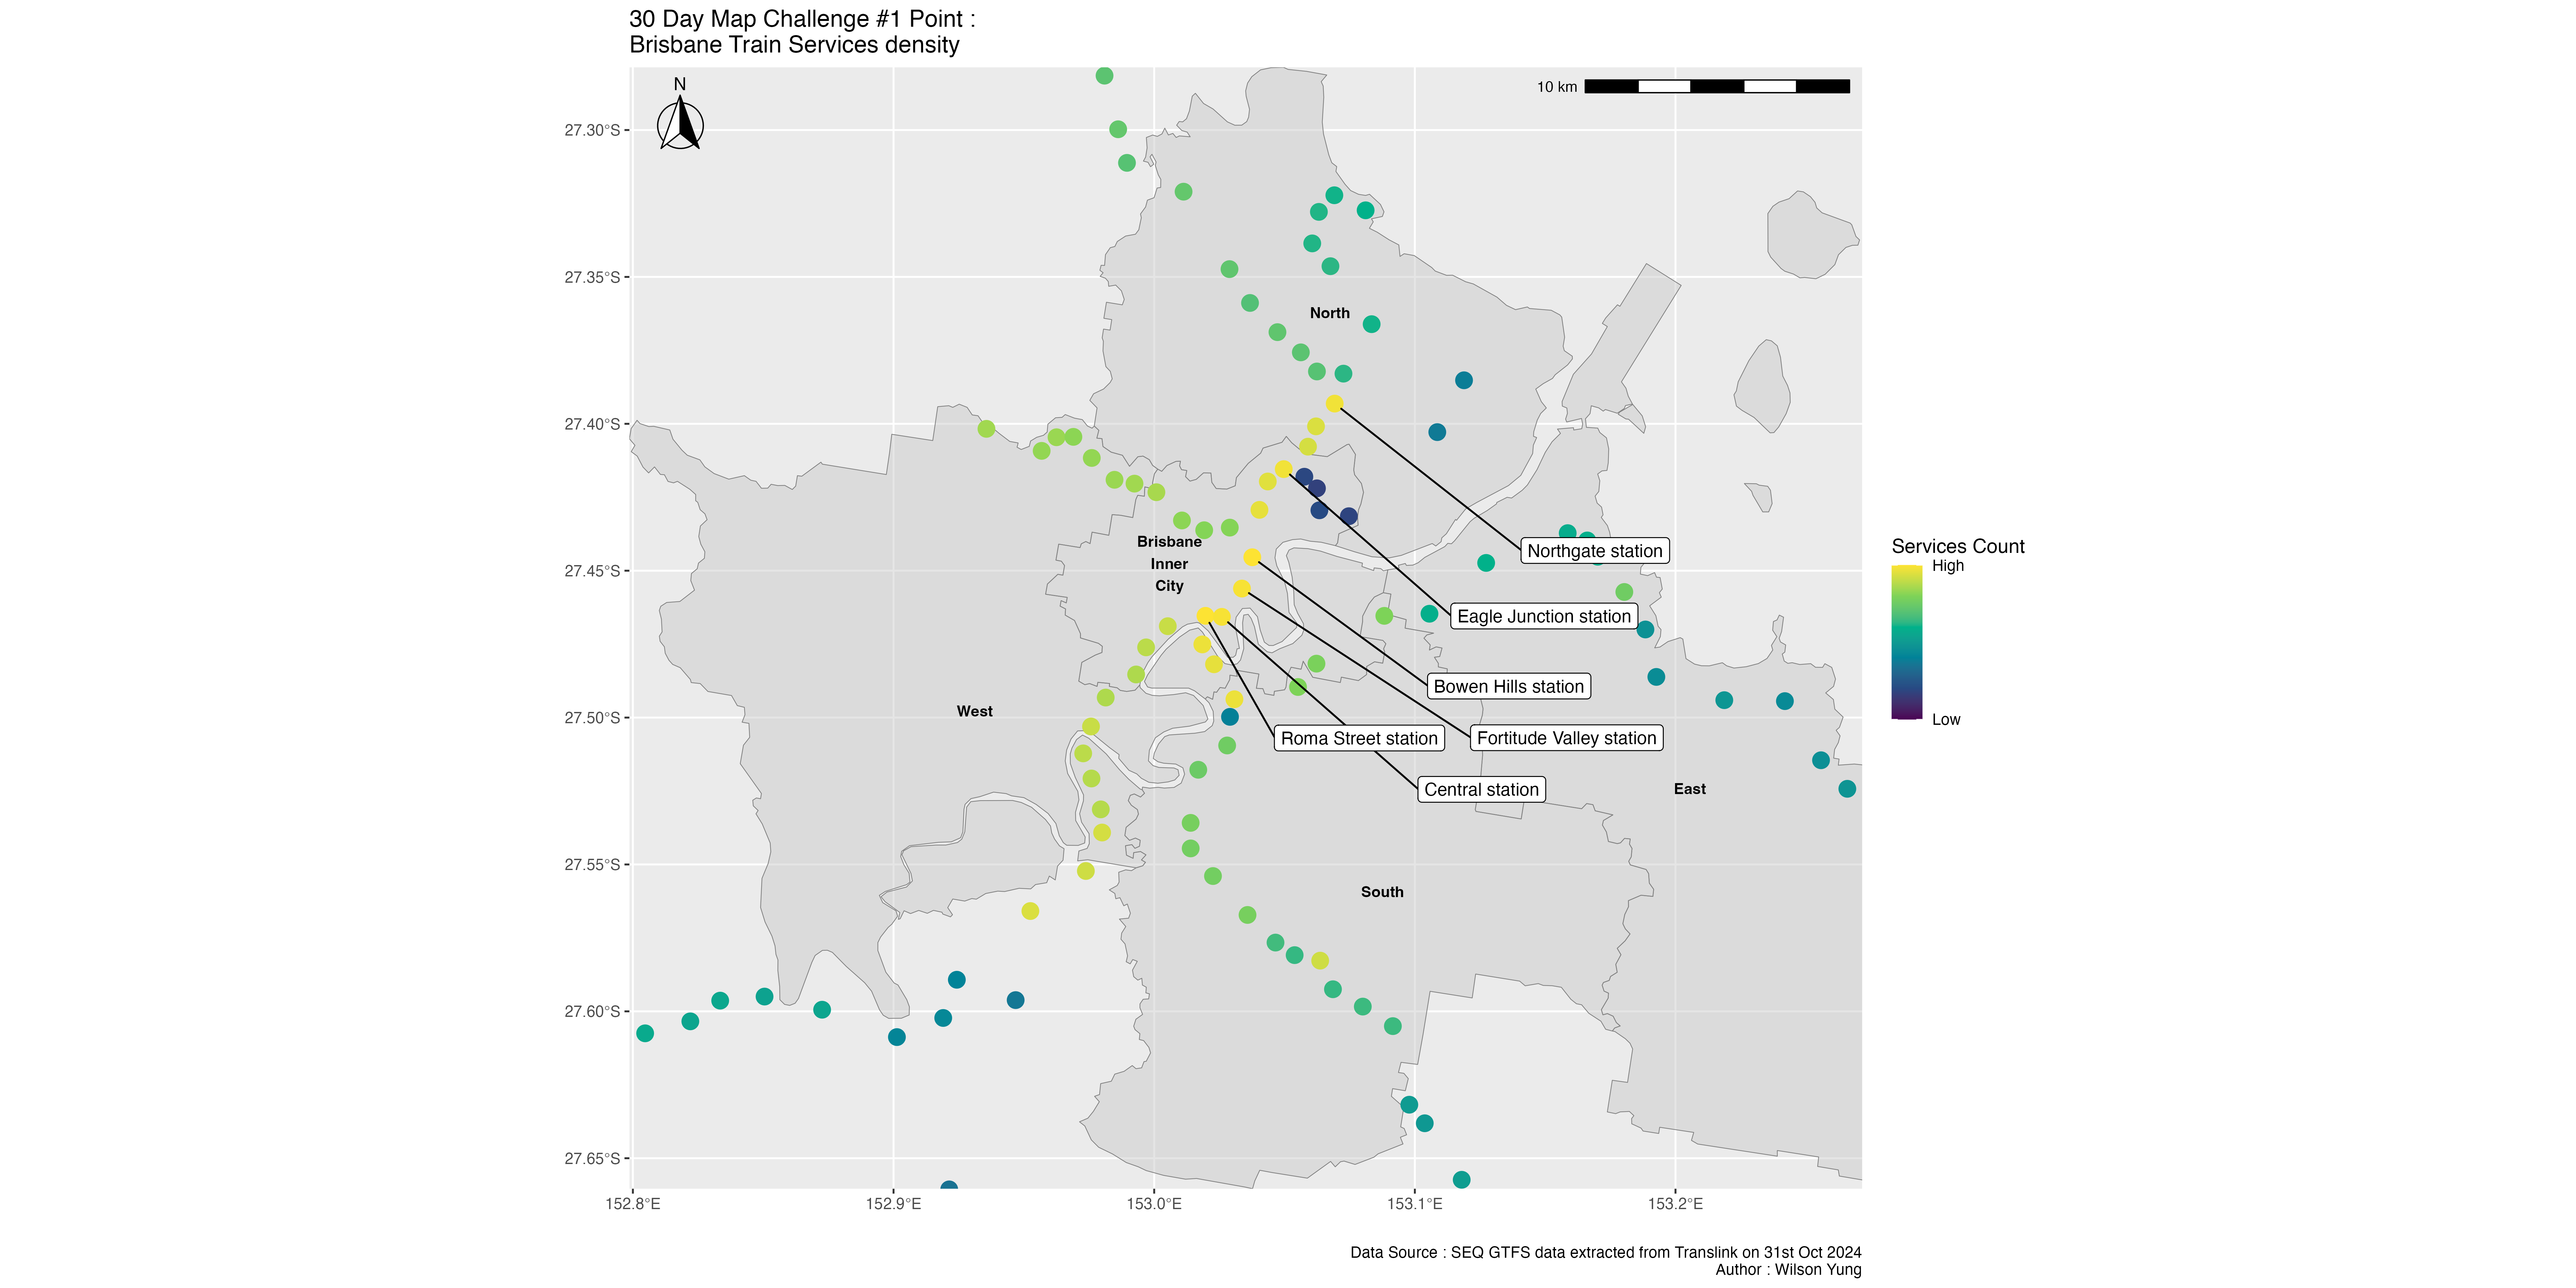 30 Day Map Challenge #1 Point :
Brisbane Train Services density
N
10 km
27.30°S
27.35°S
27.40°S
27.45°S
27.50°S
27.55°S
27.60°S
27.65°S
North
Brisbane
Inner
City
West
East
South
Northgate station
Eagle Junction station
Bowen Hills station
Roma Street station
Fortitude Valley station
Central station
Services Count
High
Low
152.8°E
152.9°E
153.0°E
153.1°E
153.2°E
Data Source : SEQ GTFS data extracted from Translink on 31st Oct 2024
Author : Wilson Yung